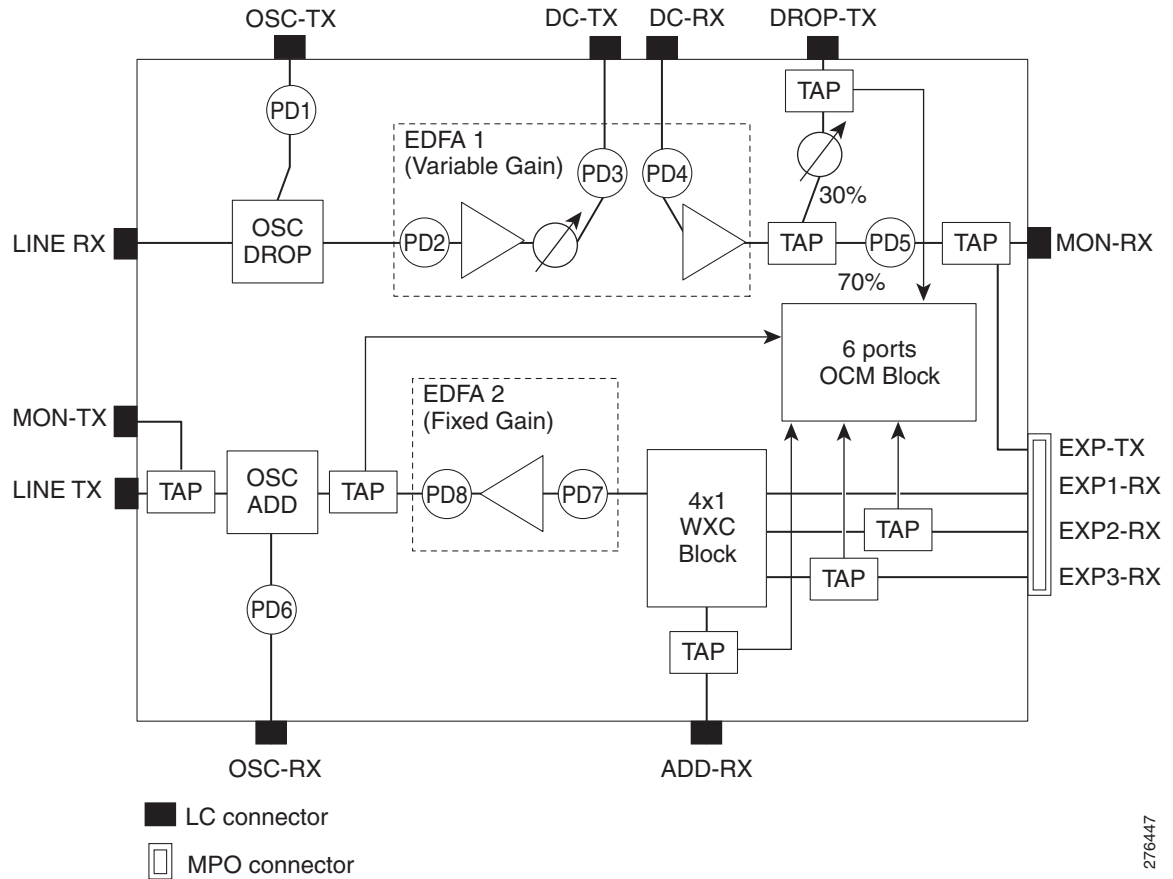 OSC-TX
DC-TX
DC-RX
DROP-TX
TAP
PD1
EDFA 1
(Variable Gain)
PD3
PD4
30%
LINE RX
OSC
DROP
PD2
TAP
PD5
TAP
MON-RX
70%
6 ports
OCM Block
MON-TX
EDFA 2
(Fixed Gain)
LINE TX
TAP
OSC
ADD
TAP
PD8
PD7
4x1
WXC
Block
EXP-TX
EXP1-RX
TAP
EXP2-RX
TAP
EXP3-RX
PD6
TAP
OSC-RX
ADD-RX
LC connector
MPO connector
276447